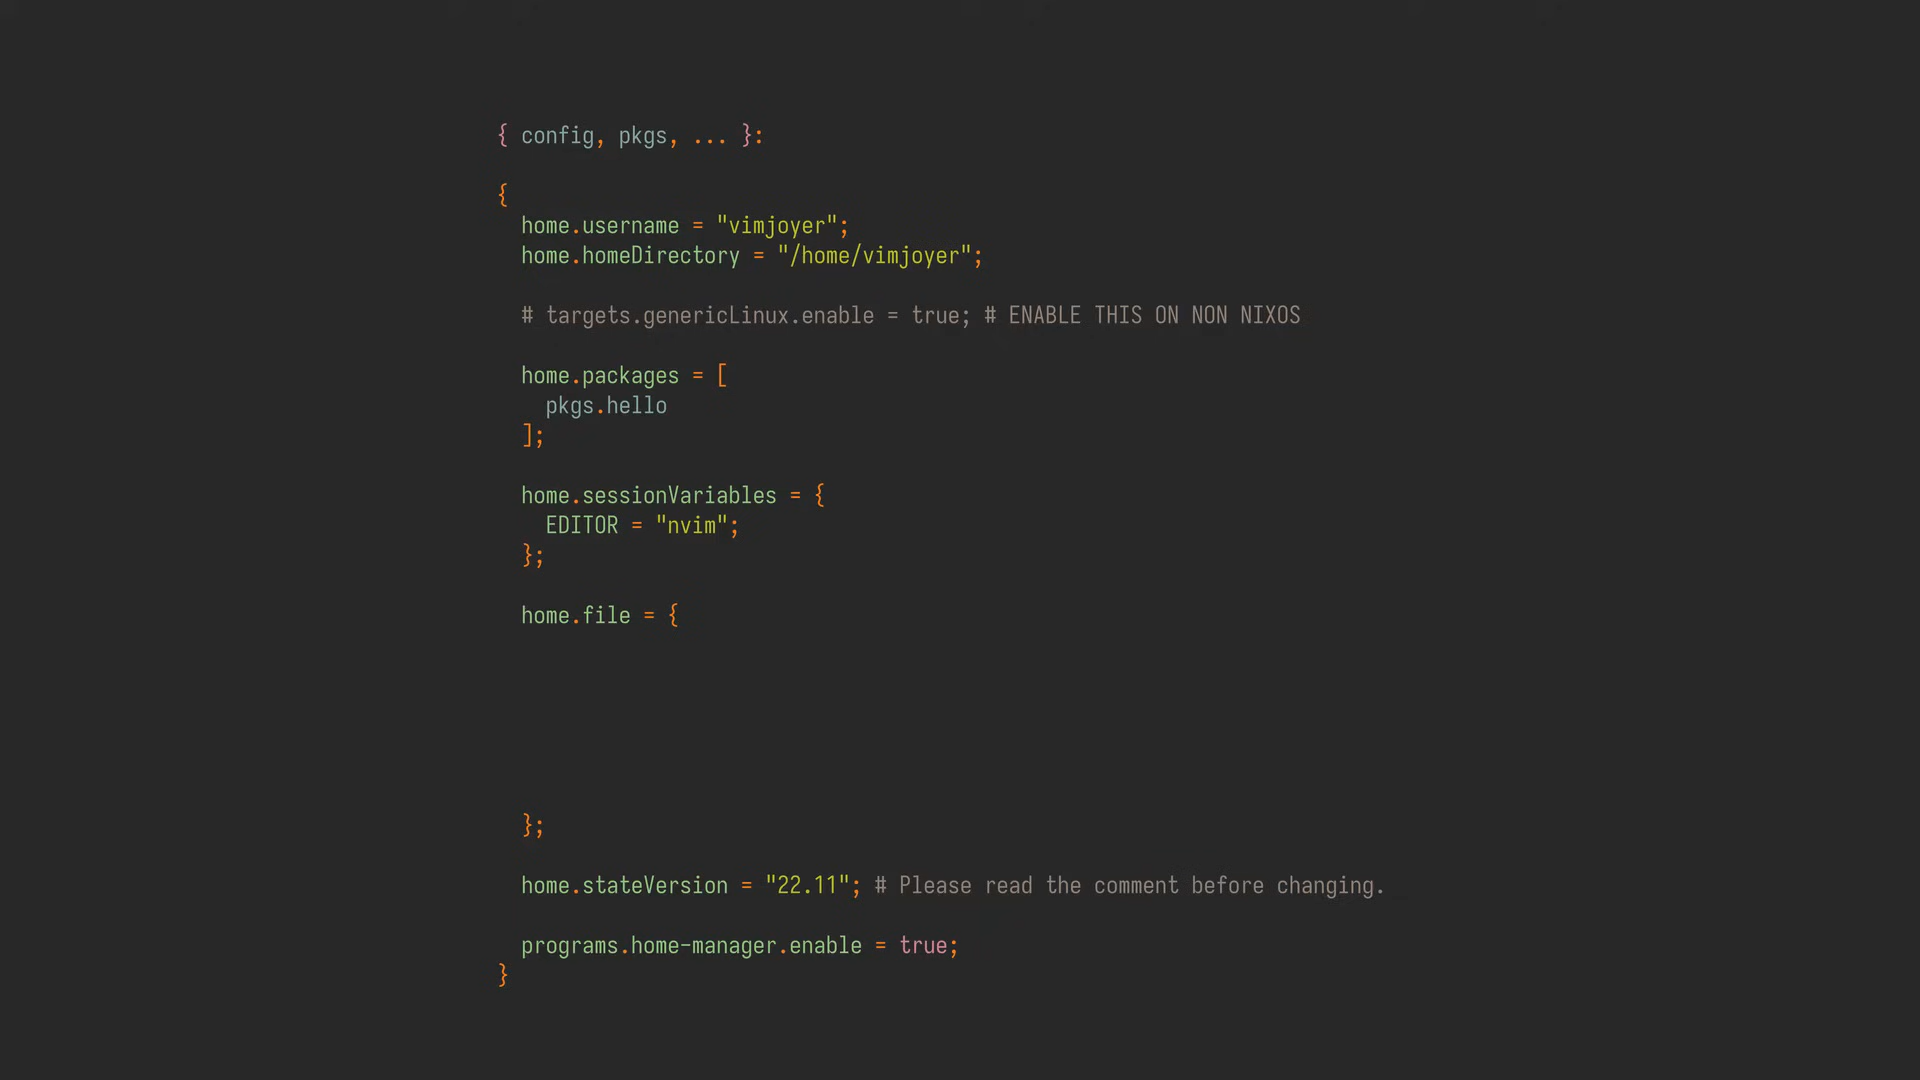 { config, pkgs, ... }:
{
home.username = "vimjoyer";
home.homeDirectory = "/home/vimjoyer";
# targets.genericLinux.enable = true; # ENABLE THIS ON NON NIXOS
home.packages = [
pkgs.hello
];
home.sessionVariables = {
EDITOR = "nvim";
};
home.file = {
};
home.stateVersion = "22.11"; # Please read the comment before changing.
programs.home-manager.enable = true;
}